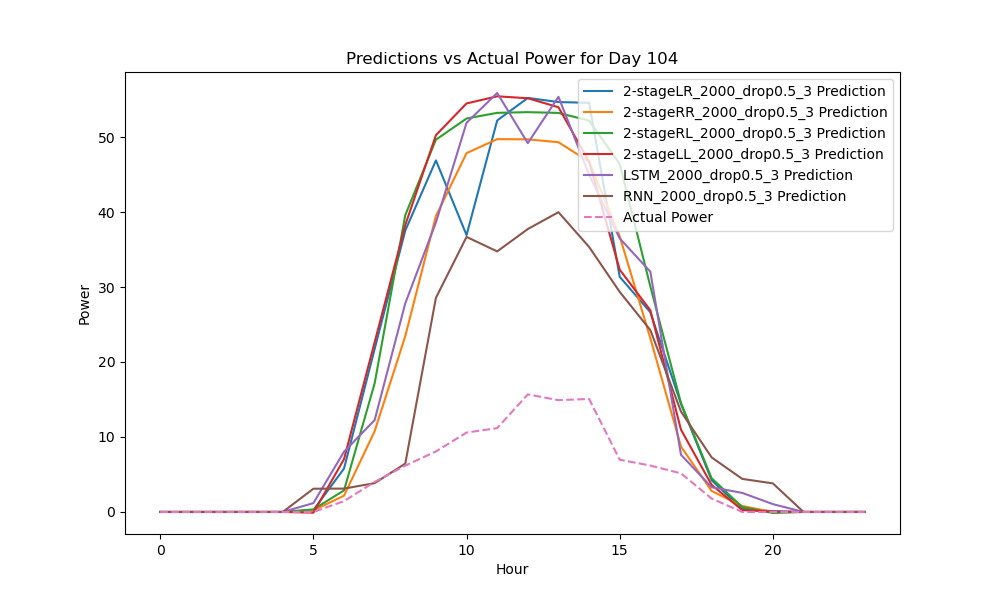 Predictions vs Actual Power for Day 104
2-stageLR_2000_drop0.5_3 Prediction
2-stageRR_2000_drop0.5_3 Prediction
2-stageRL_2000_drop0.5_3 Prediction
2-stageLL_2000_drop0.5_3 Prediction
LSTM_2000_drop0.5_3 Prediction
RNN_2000_drop0.5_3 Prediction
Actual Power
Power
50
40
30
20
10
0
0 5 10 15 20
Hour